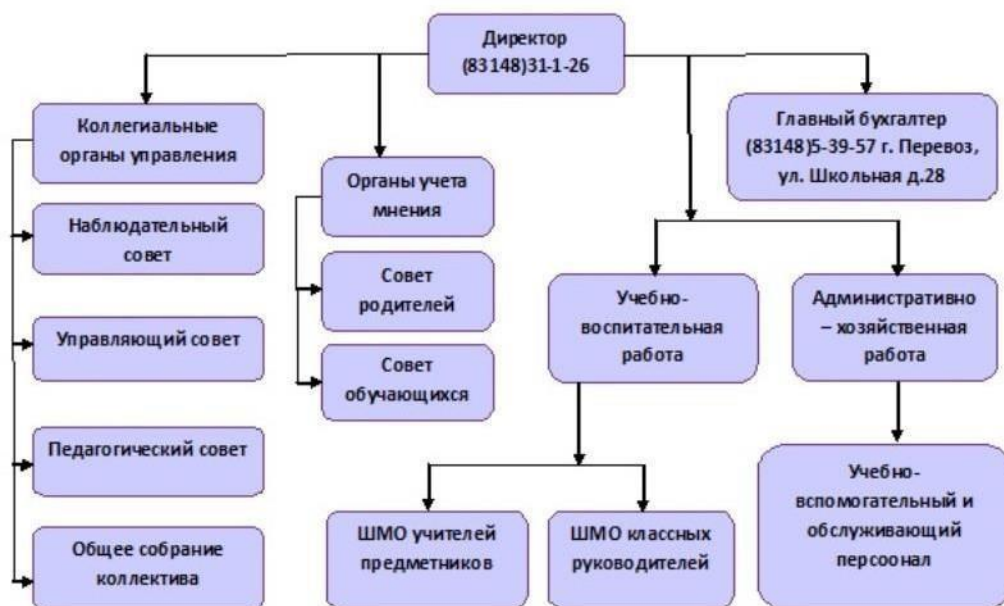 Директор
(83148)31-1-26
Коллегиальные
органы управления
Наблюдательный
совет
Управляющий совет
Педагогический совет
Общее собрание
коллектива
Органы учета
мнения
Совет
родителей
Совет
обучающихся
Главный бухгалтер
(83148)5-39-57 г. Перевоз,
ул. Школьная д.28
Учебно-
воспитательная
работа
Административно
– хозяйственная
работа
ШМО учителей
предметников
ШМО классных
руководителей
Учебно-
вспомогательный и
обслуживающий
персоонал